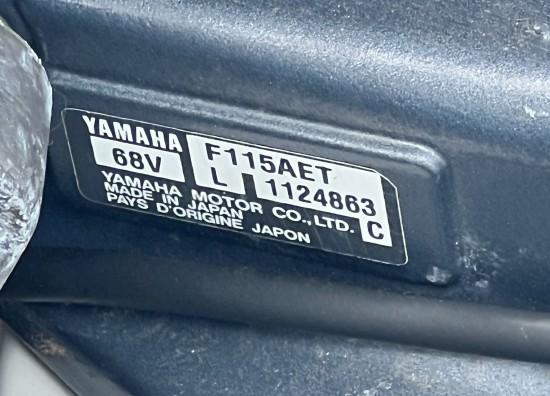 YAMAHA
F115AET
68V
L 1124863
YAMAHA MOTOR CO.,LTD.
C
MADE IN JAPAN
PAYS D'ORIGINE JAPON